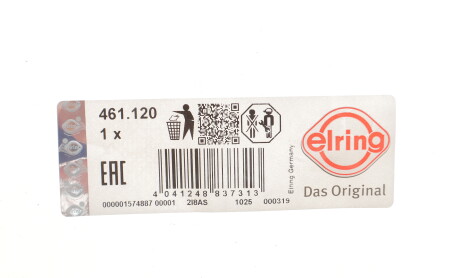 461.120
1 x
EAC
4 041248 837313
000001574887 00001 2I8AS 1025 000319
Elring Germany
elring
Das Original